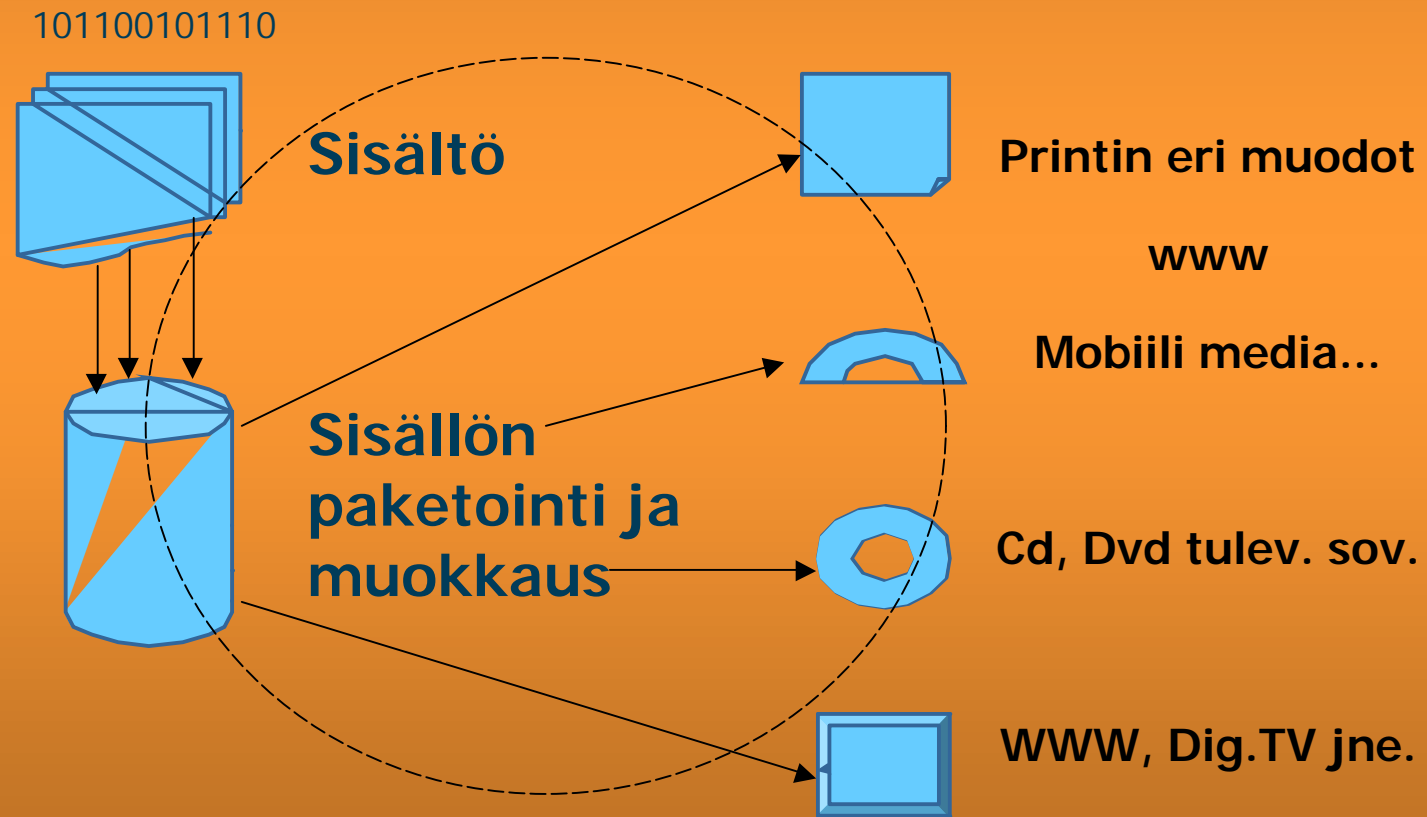 101100101110
Sisältö
Printin eri muodot
www
Mobiili media...
Sisällön
paketointi ja
muokkaus
Cd, Dvd tulev. sov.
WWW, Dig.TV jne.